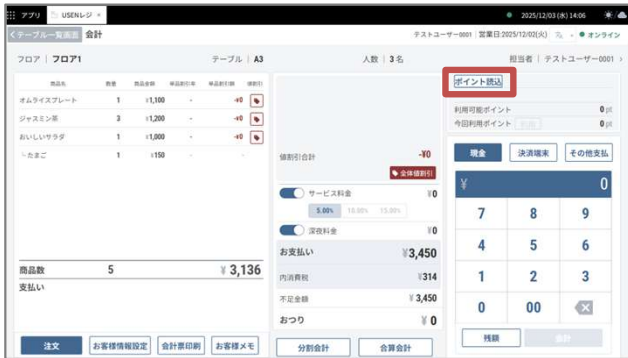 アプリ USENレジ × 2025/12/03(水) 14:06
テーブル一覧画面 会計 テストユーザー0001 営業日:2025/12/02(火) オンライン
フロア フロア1 テーブル A3 人数 3 名 担当者 テストユーザー0001
商品名 数量 商品金額 単品割引率 単品割引額 値割引
オムライスプレート 1 ¥1,100 - -¥0
ジャスミン茶 3 ¥1,200 - -¥0
おいしいサラダ 1 ¥1,000 - -¥0
└たまご 1 ¥150 - -
商品数 5 ¥ 3,136
支払い
注文 お客様情報設定 会計票印刷 お客様メモ
値割引合計 -¥0
全体値割引
サービス料金 ¥0
5.00% 10.00% 15.00%
深夜料金 ¥0
お支払い ¥3,450
内消費税 ¥314
不足金額 ¥ 3,450
おつり ¥ 0
分割会計 合算会計
ポイント読込
利用可能ポイント 0 pt
今回利用ポイント 利用 0 pt
現金 決済端末 その他支払
¥ 0
7 8 9
4 5 6
1 2 3
0 00
残額 会計